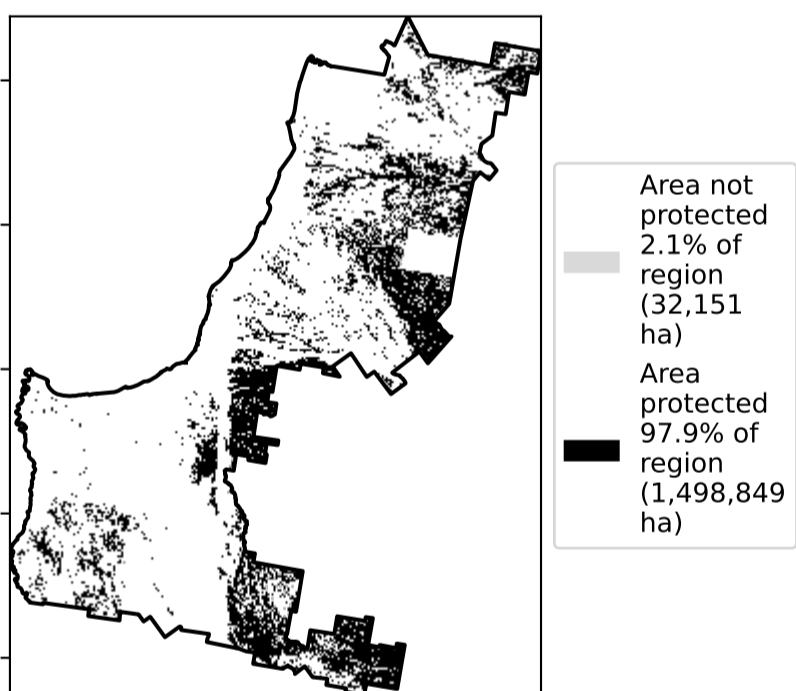 Area not
protected
2.1% of
region
(32,151
ha)
Area
protected
97.9% of
region
(1,498,849
ha)